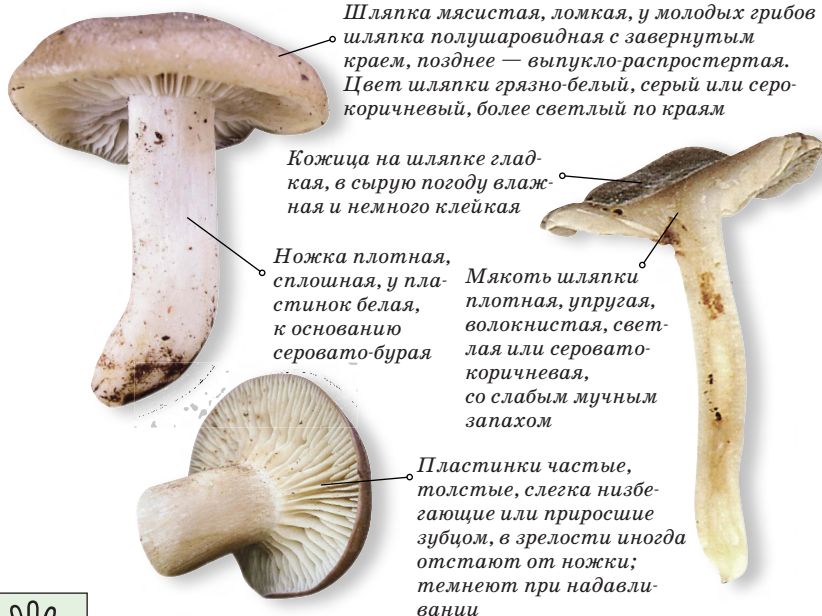 Шляпка мясистая, ломкая, у молодых грибов
шляпка полушаровидная с завернутым
краем, позднее — выпукло-распростертая.
Цвет шляпки грязно-белый, серый или серо-
коричневый, более светлый по краям
Кожица на шляпке глад-
кая, в сырую погоду влаж-
ная и немного клейкая
Ножка плотная,
сплошная, у пла-
стинок белая,
к основанию
серовато-бурая
Мякоть шляпки
плотная, упругая,
волокнистая, свет-
лая или серовато-
коричневая,
со слабым мучным
запахом
Пластинки частые,
толстые, слегка низбе-
гающие или приросшие
зубцом, в зрелости иногда
отстают от ножки;
темнеют при надавли-
вании